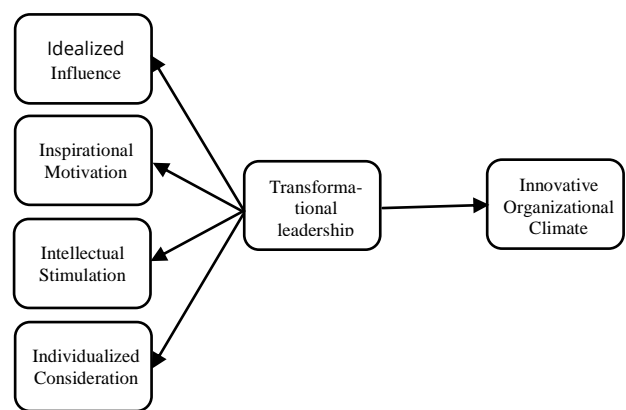 Idealized
Influence
Inspirational
Motivation
Intellectual
Stimulation
Individualized
Consideration
Transforma-
tional
leadership
Innovative
Organizational
Climate